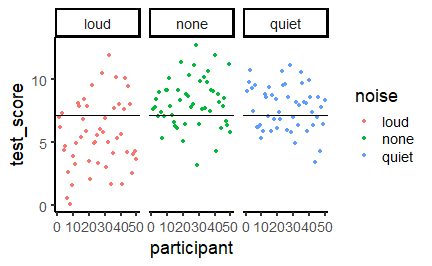 loud none quiet
test_score
10
5
0
0 1020304050 0 1020304050 0 1020304050
participant
noise
loud
none
quiet